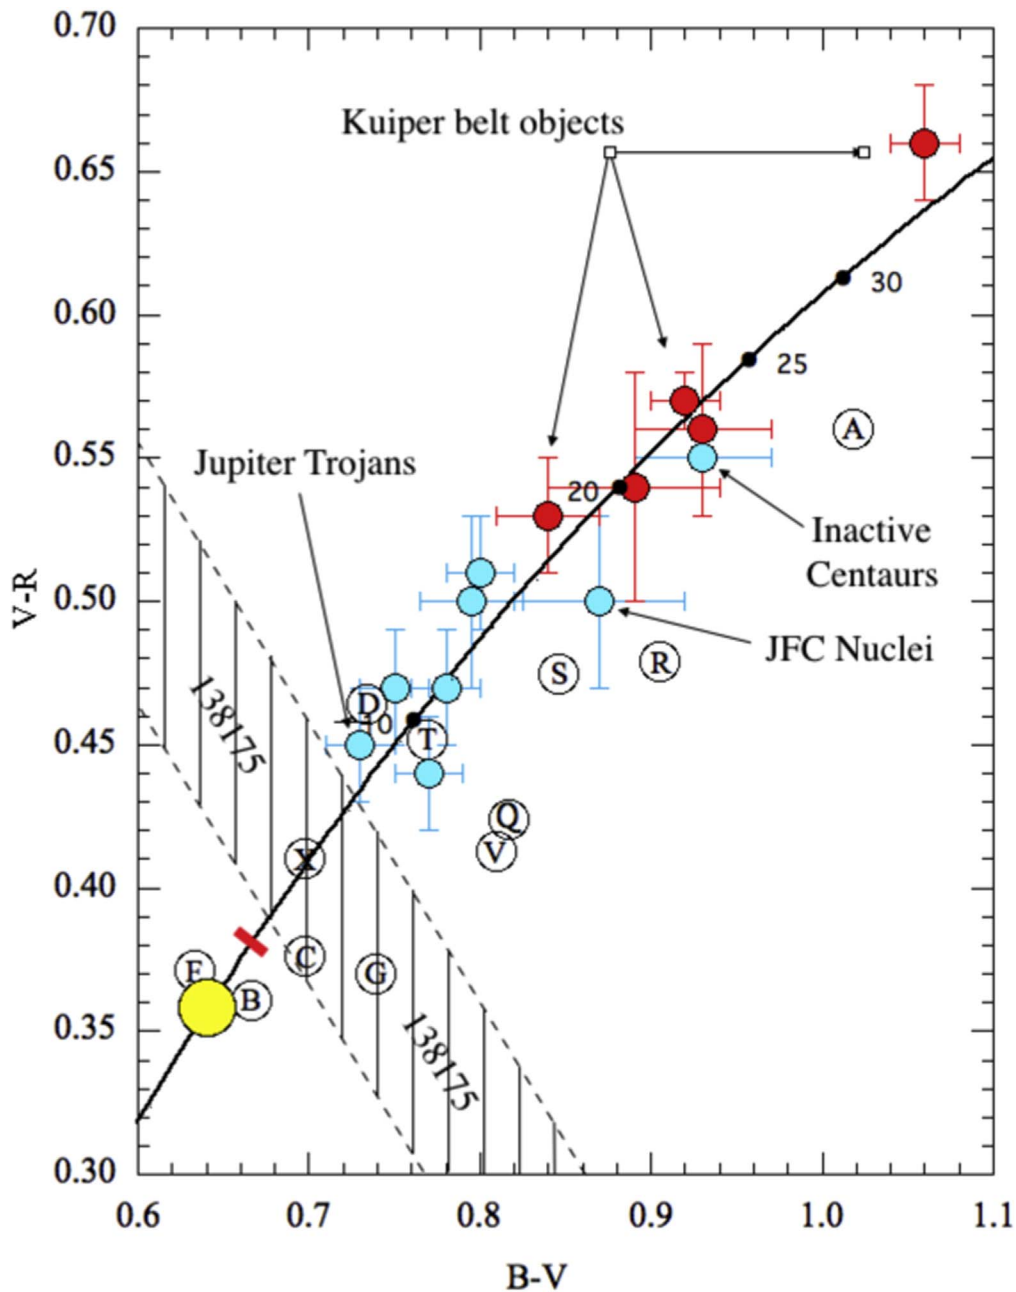 0.70
Kuiper belt objects
0.65
30
0.60
25
A
0.55
Jupiter Trojans
20
Inactive
Centaurs
V-R
0.50
JFC Nuclei
R
S
138175
D
10
T
0.45
Q
V
X
0.40
C
G
F
B
0.35
138175
0.30
0.6
0.7
0.8
0.9
1.0
1.1
B-V